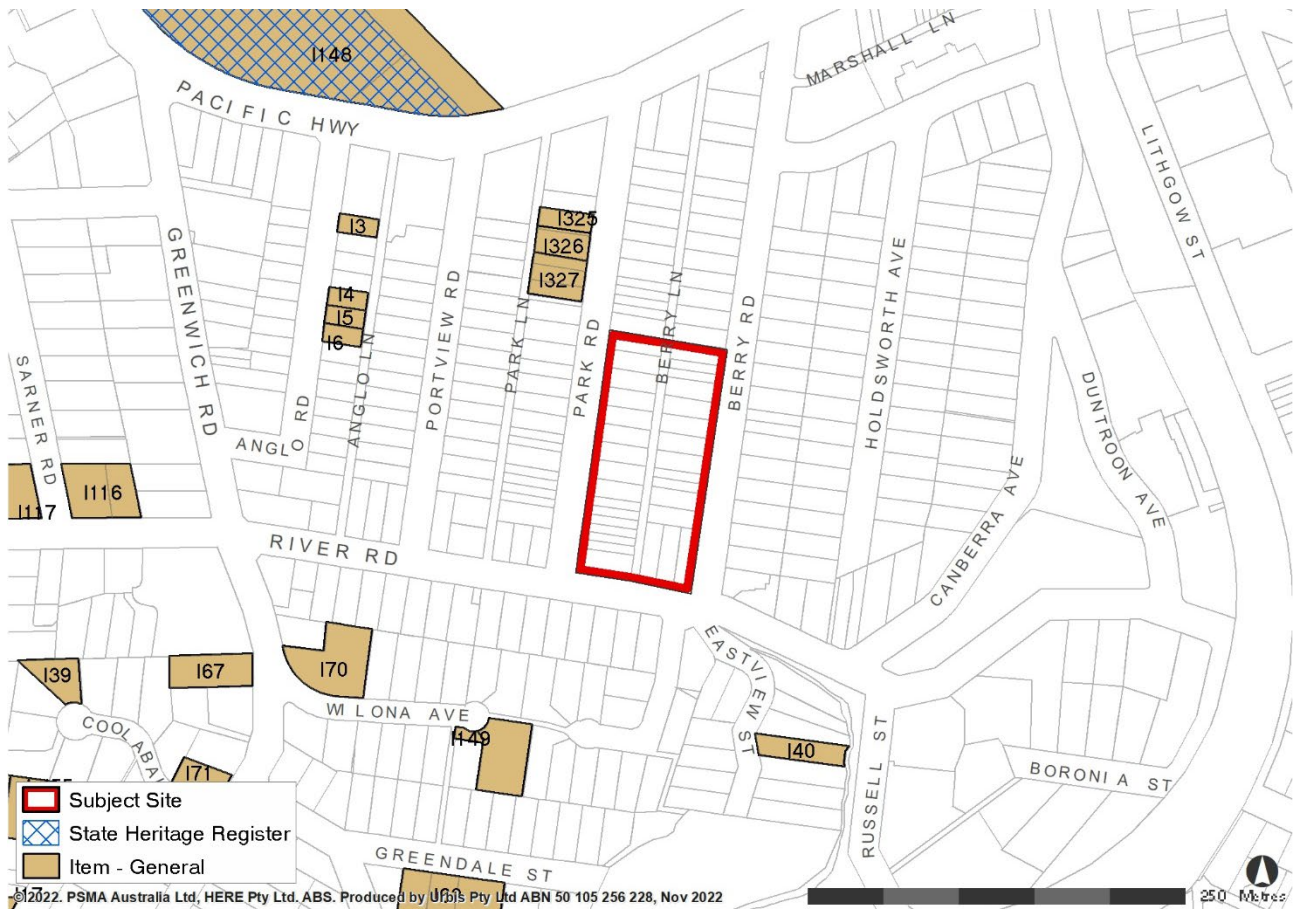 MARSHALL LN
I148
PACIFIC HWY
LITHGOW ST
I3
I325
I326
I327
GREENWICH RD
I4
I5
I6
ANGLO LN
PORTVIEW RD
PARK LN
PARK RD
BERRY LN
BERRY RD
HOLDSWORTH AVE
DUNTROON AVE
SARNER RD
ANGLO RD
I116
I117
RIVER RD
CANBERRA AVE
I39
I67
I70
EASTVIEW ST
WILONA AVE
I149
I40
RUSSELL ST
BORONIA ST
I71
Subject Site
State Heritage Register
Item - General
GREENDALE ST
©2022. PSMA Australia Ltd, HERE Pty Ltd. ABS. Produced by Urbis Pty Ltd ABN 50 105 256 228, Nov 2022
250 Metres